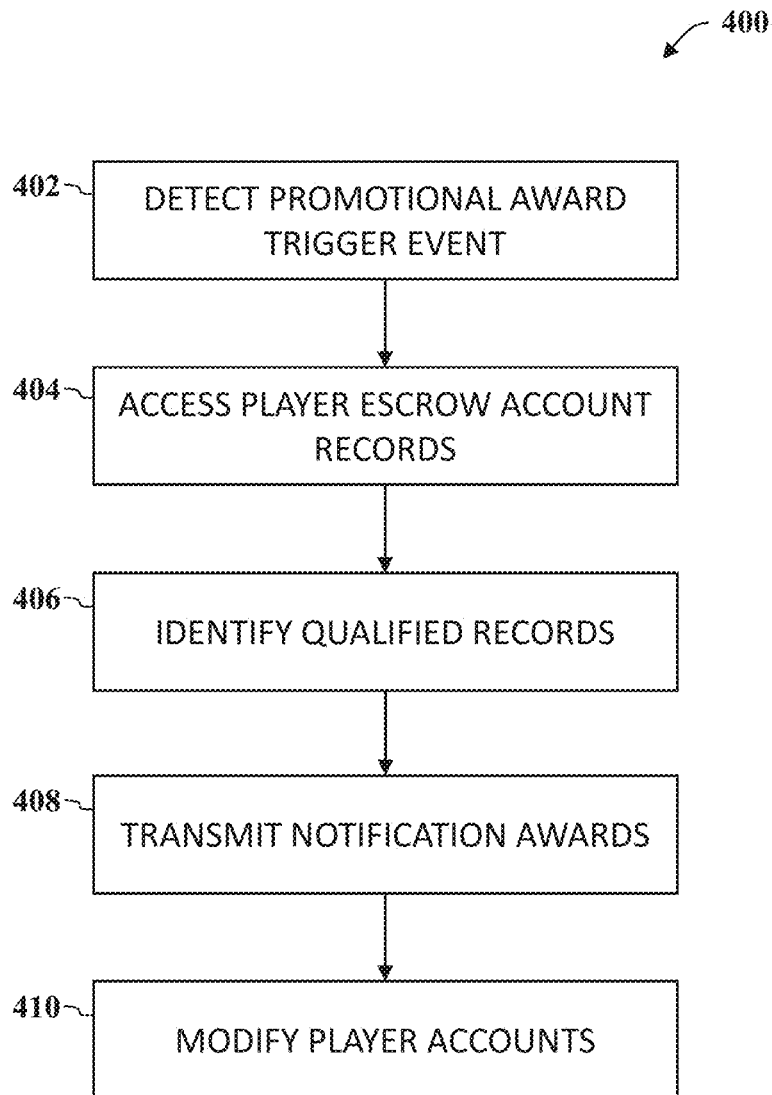 400
402
DETECT PROMOTIONAL AWARD
TRIGGER EVENT
404
ACCESS PLAYER ESCROW ACCOUNT
RECORDS
406
IDENTIFY QUALIFIED RECORDS
408
TRANSMIT NOTIFICATION AWARDS
410
MODIFY PLAYER ACCOUNTS